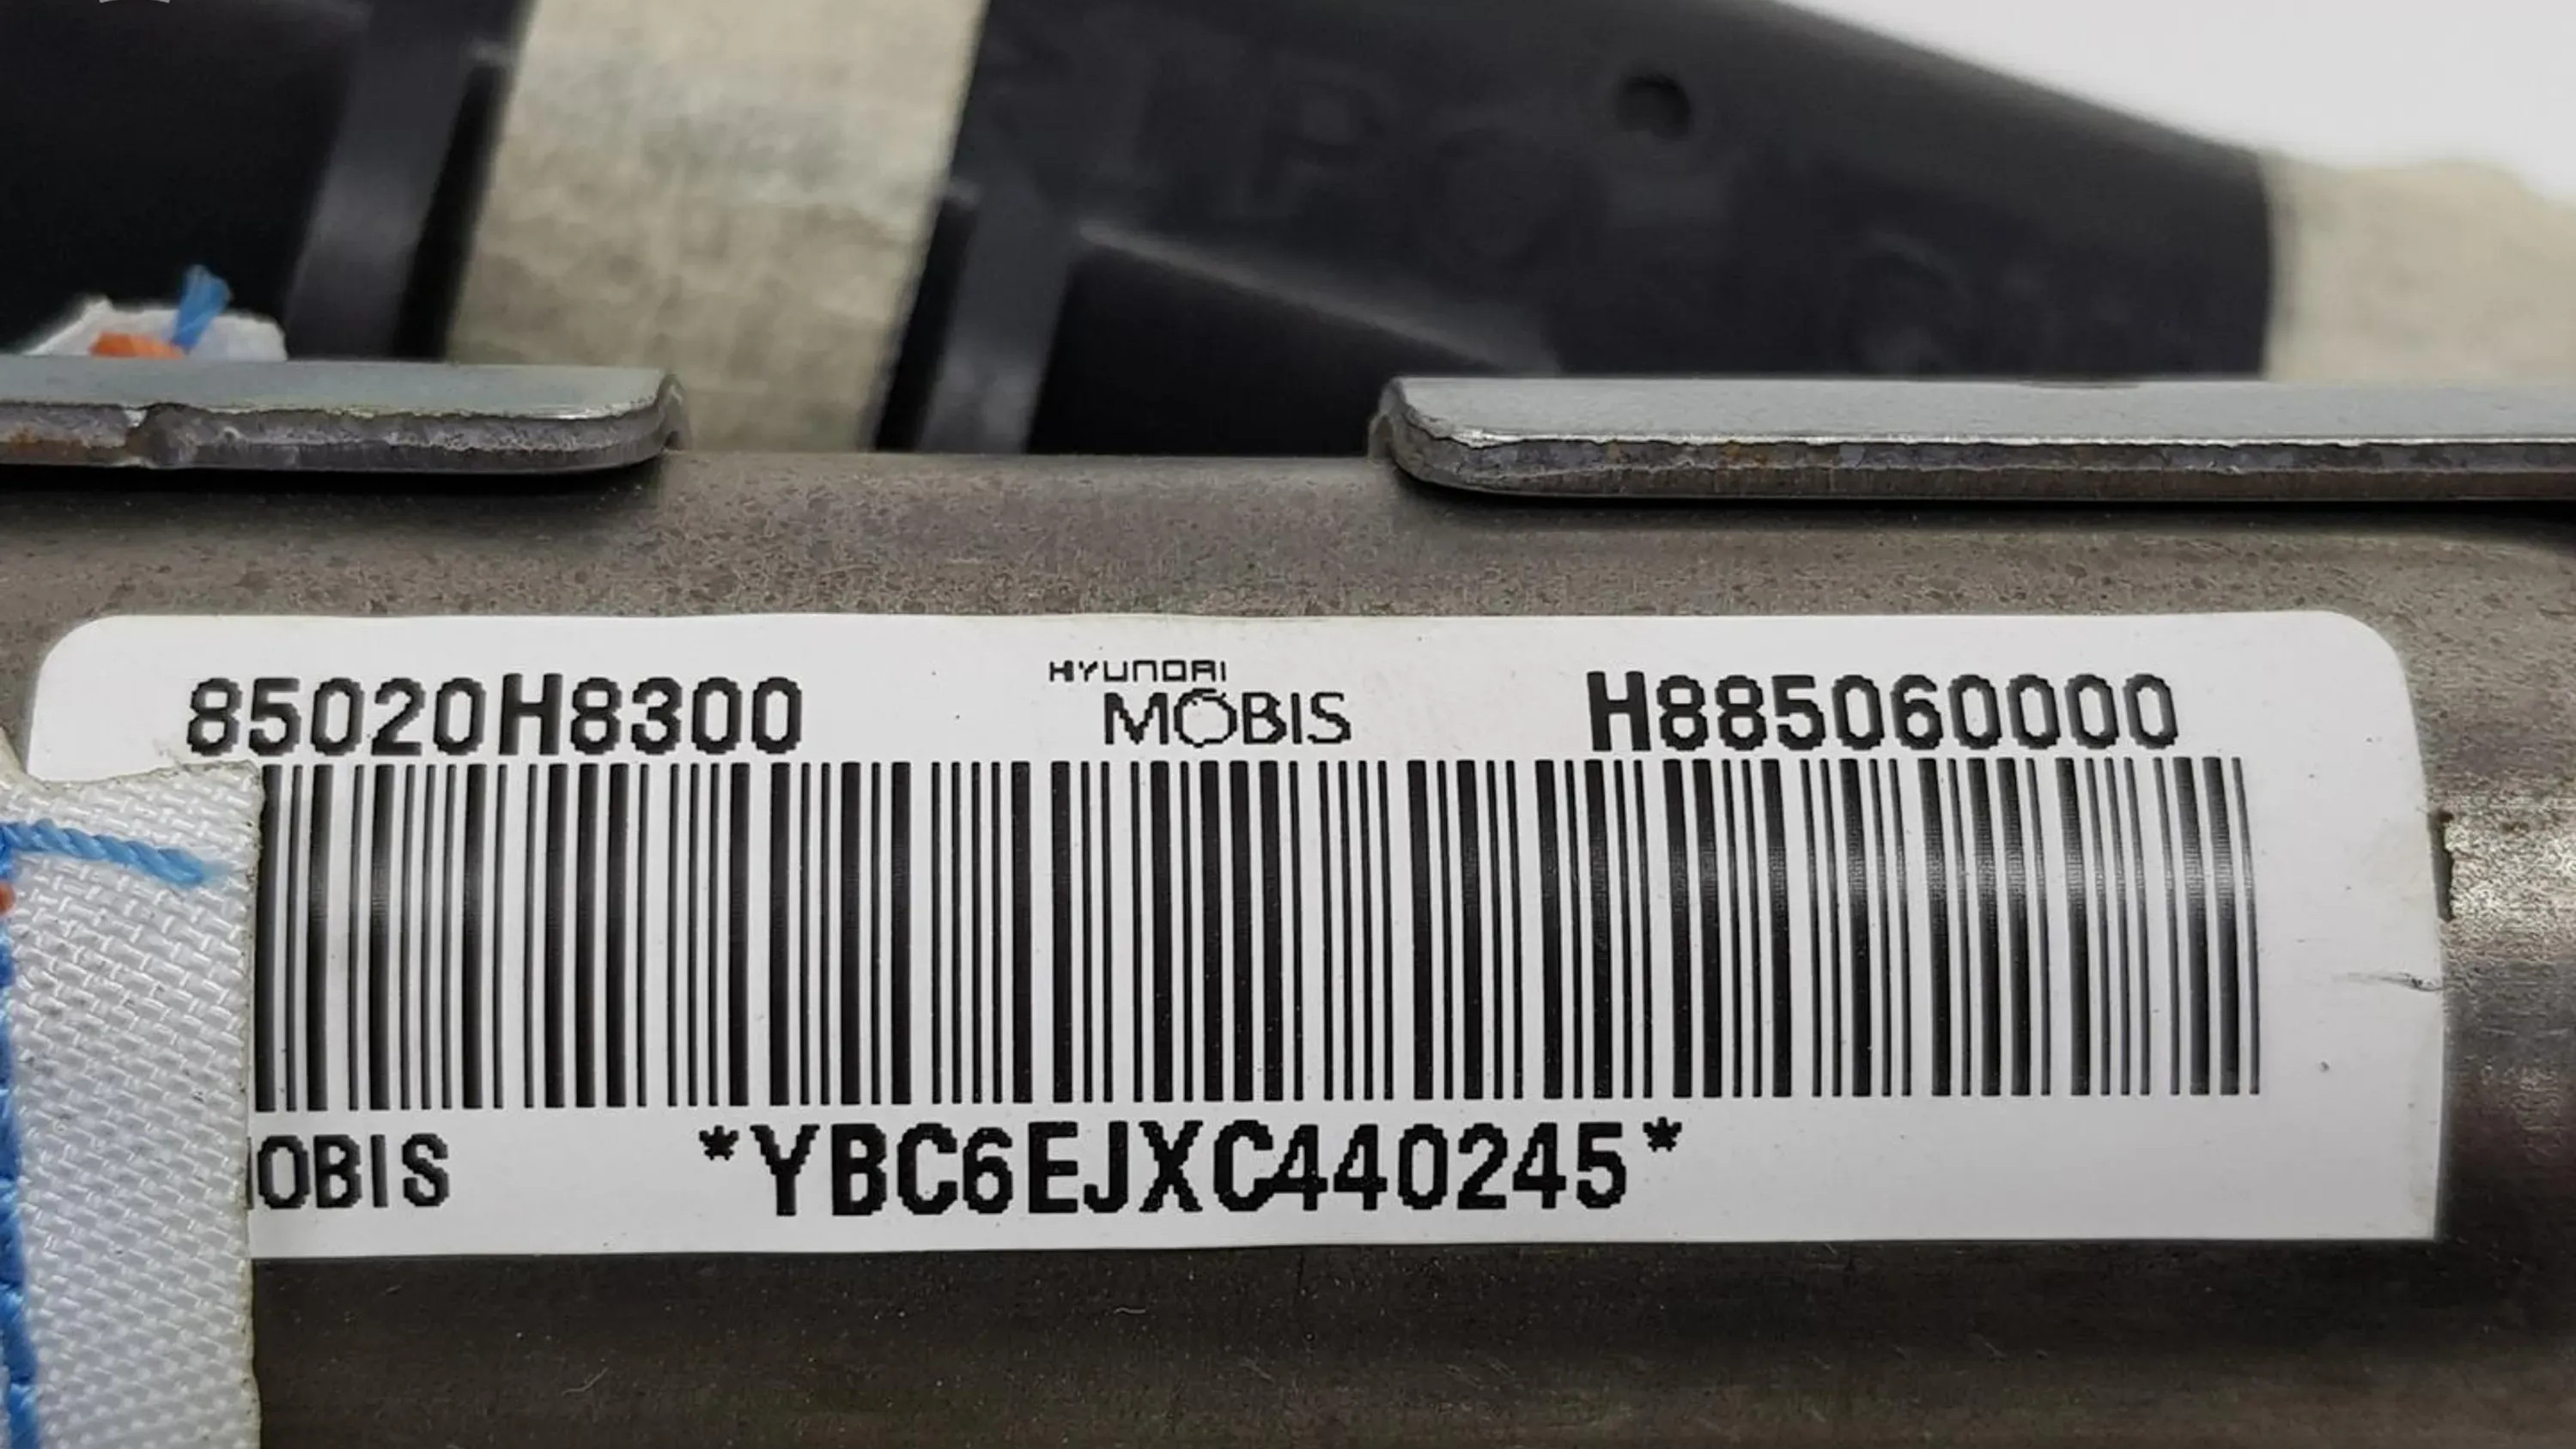 85020H8300
HYUNDAI
MOBIS
H885060000
OBIS
*YBC6EJXC440245*